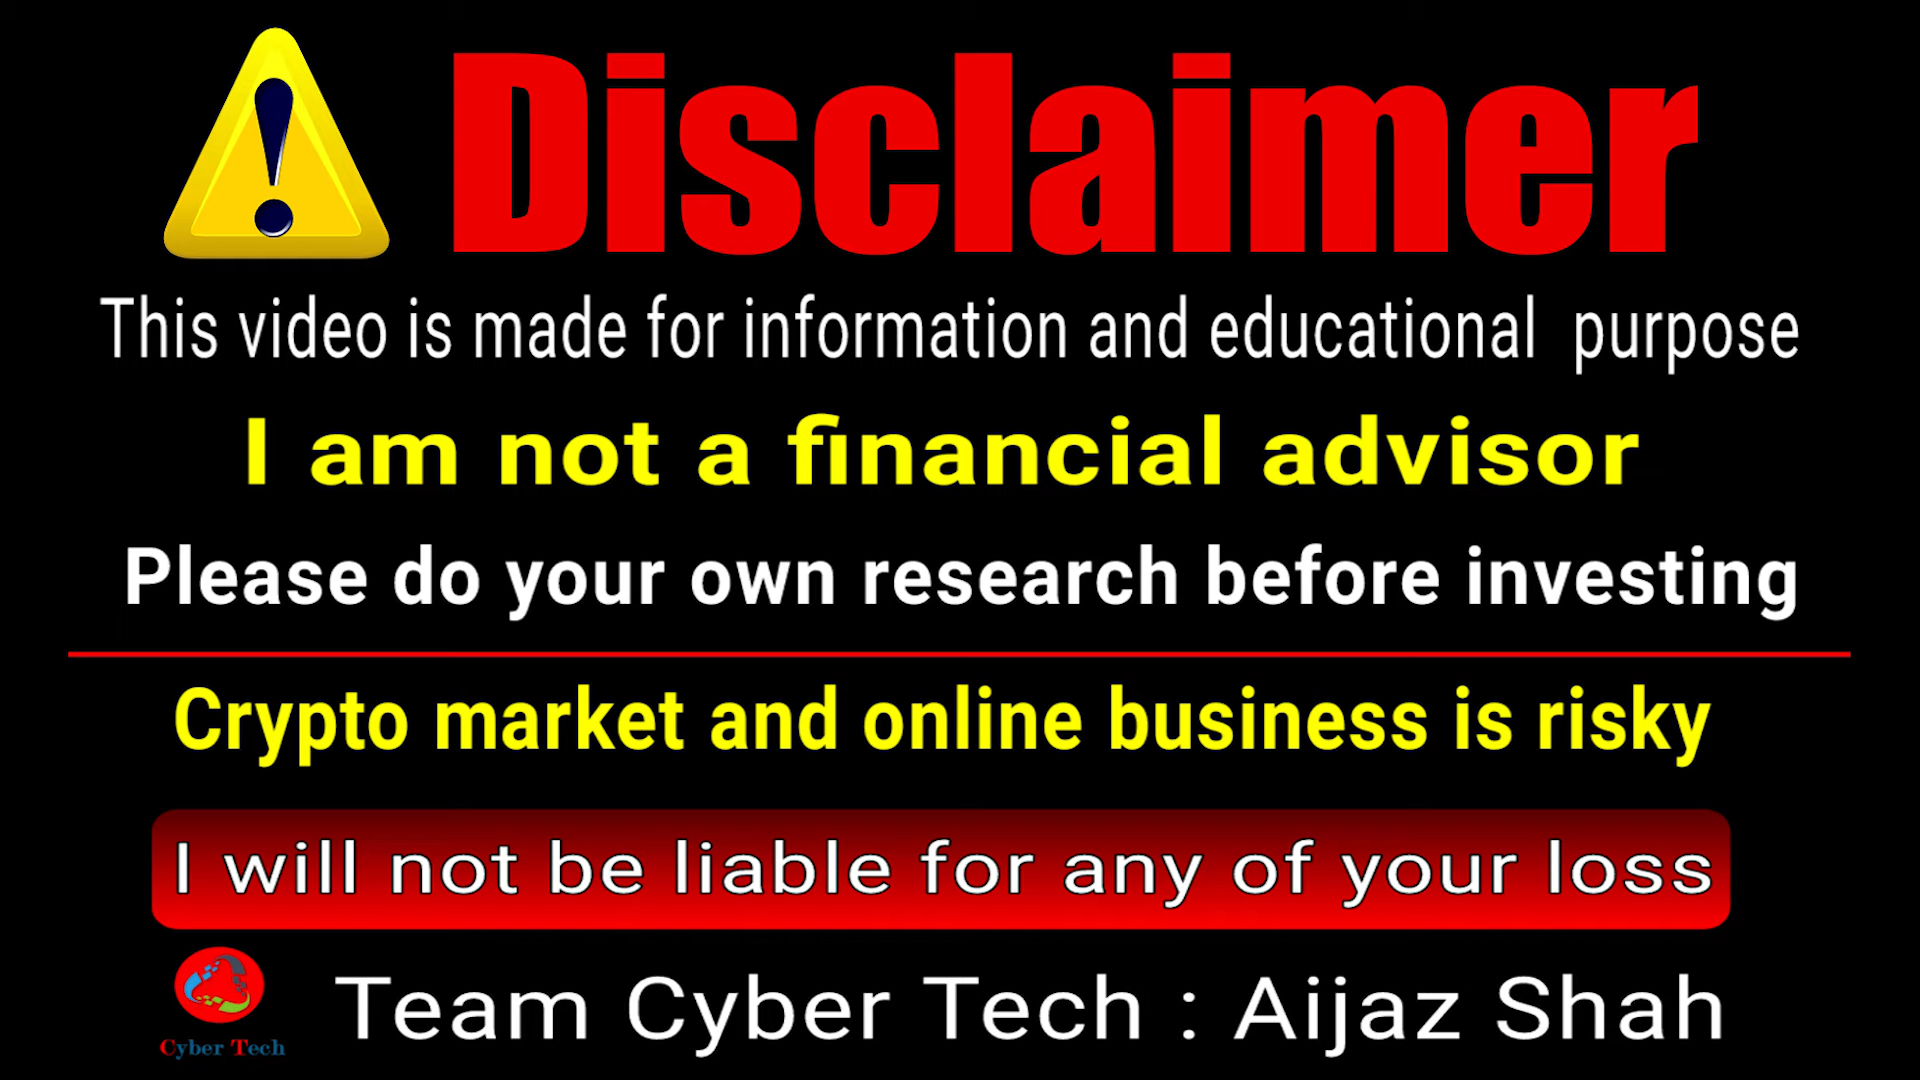 Disclaimer
This video is made for information and educational purpose
I am not a financial advisor
Please do your own research before investing
Crypto market and online business is risky
I will not be liable for any of your loss
Team Cyber Tech : Aijaz Shah
Cyber Tech